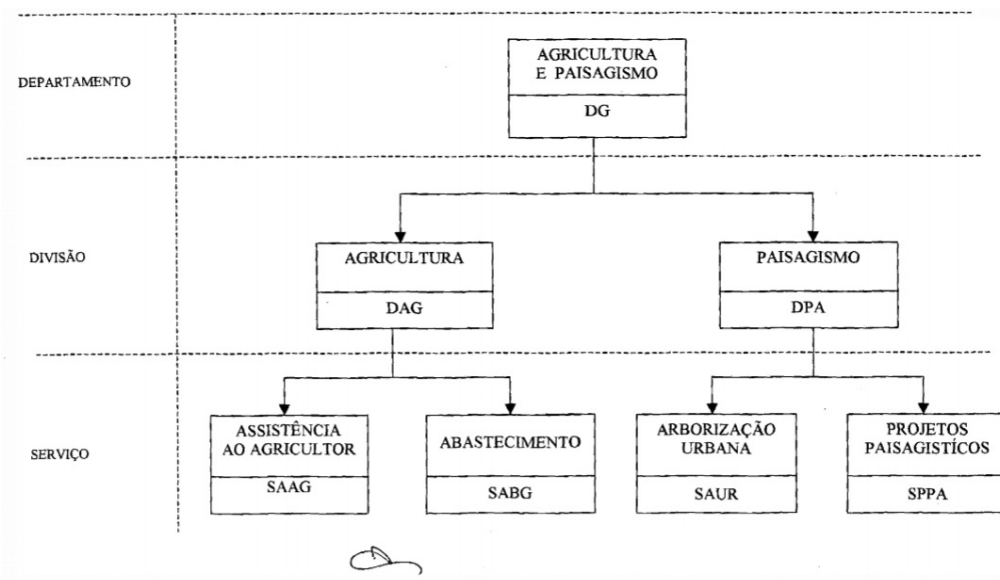 DEPARTAMENTO
AGRICULTURA
E PAISAGISMO
DG
DIVISÃO
AGRICULTURA
DAG
PAISAGISMO
DPA
SERVIÇO
ASSISTÊNCIA
AO AGRICULTOR
SAAG
ABASTECIMENTO
SABG
ARBORIZAÇÃO
URBANA
SAUR
PROJETOS
PAISAGISTÍCOS
SPPA